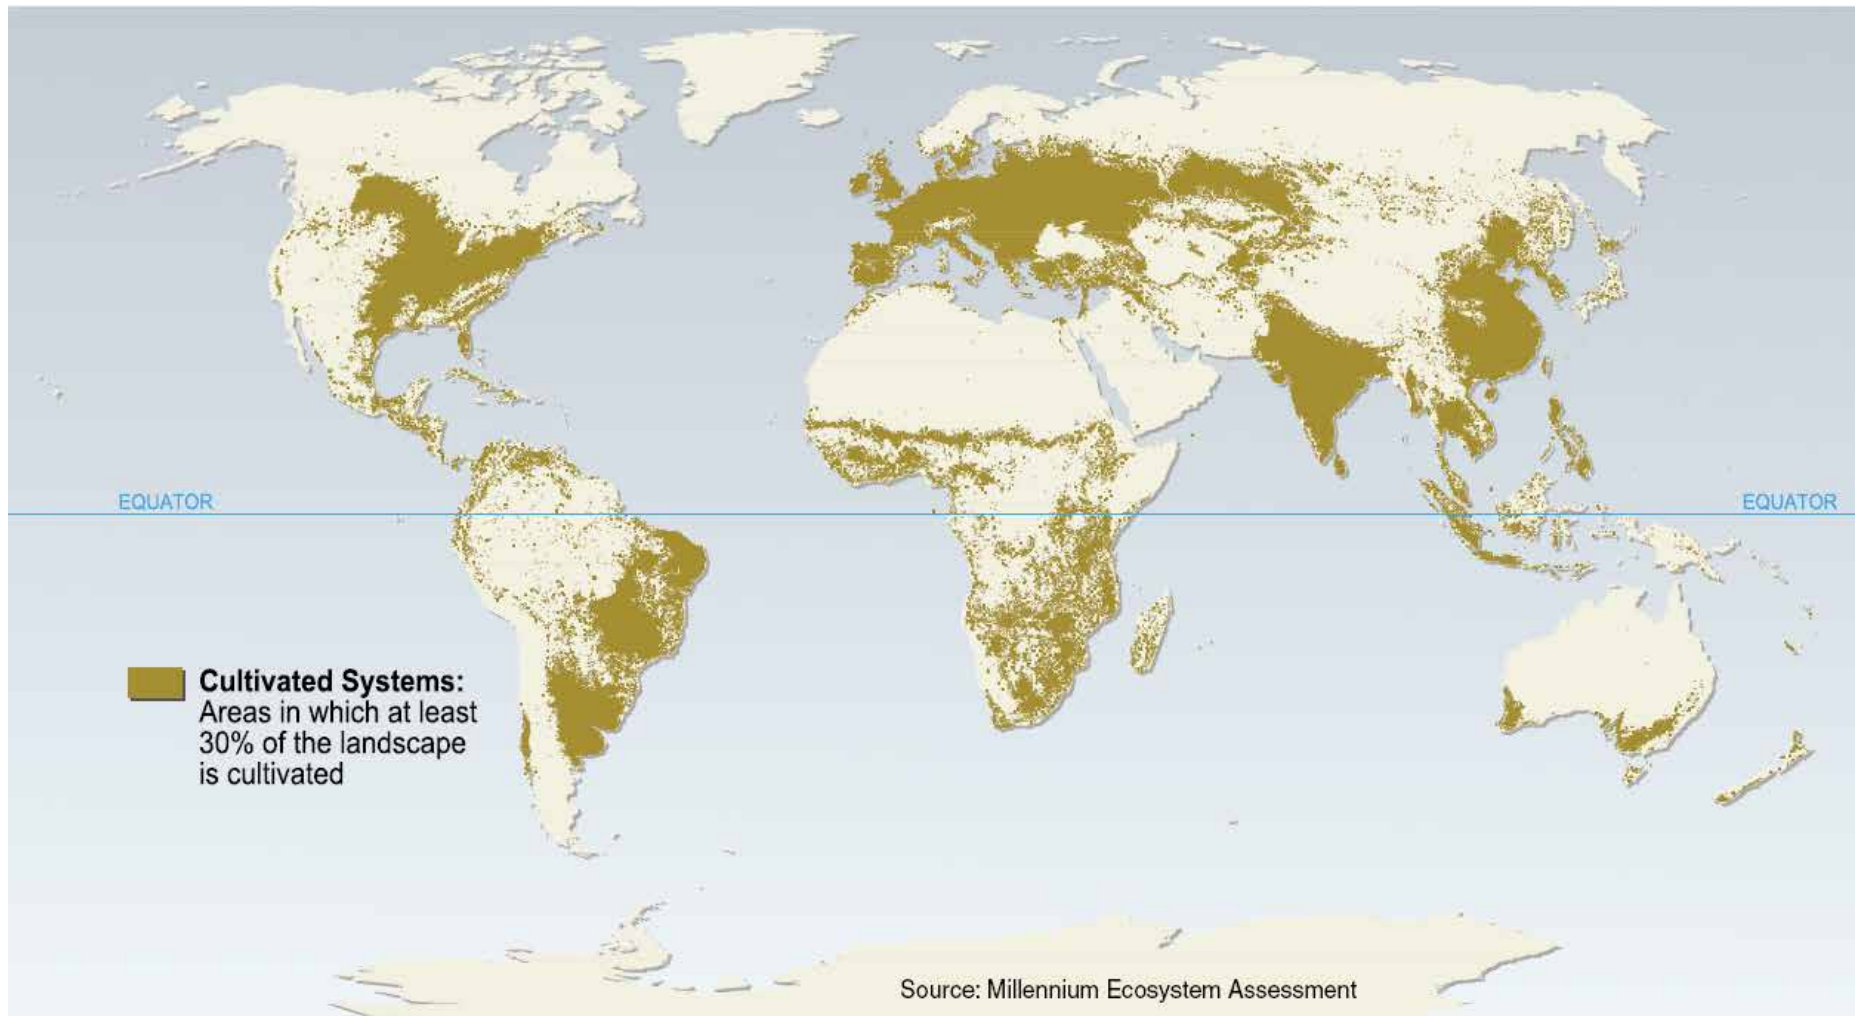 EQUATOR
EQUATOR
Cultivated Systems:
Areas in which at least
30% of the landscape
is cultivated
Source: Millennium Ecosystem Assessment